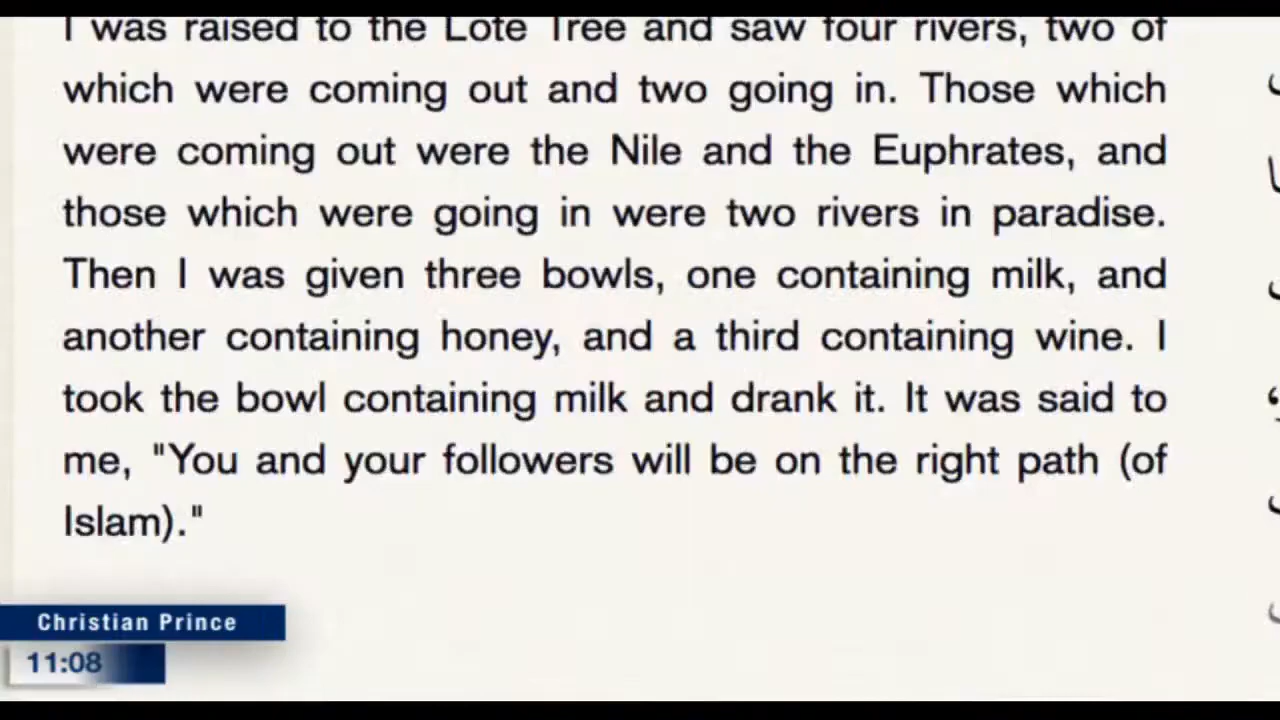 I was raised to the Lote Tree and saw four rivers, two of
which were coming out and two going in. Those which
were coming out were the Nile and the Euphrates, and
those which were going in were two rivers in paradise.
Then I was given three bowls, one containing milk, and
another containing honey, and a third containing wine. I
took the bowl containing milk and drank it. It was said to
me, "You and your followers will be on the right path (of
Islam)."
Christian Prince
11:08